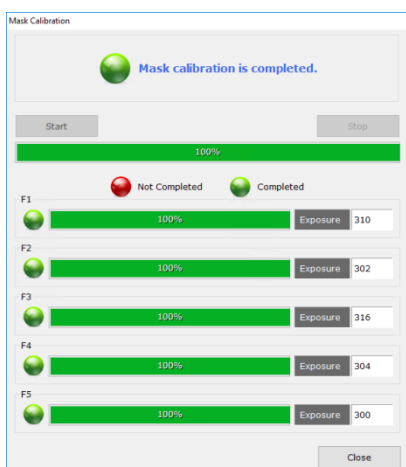 Mask Calibration
Mask calibration is completed.
Start Stop
100%
Not Completed Completed
F1
100% Exposure 310
F2
100% Exposure 302
F3
100% Exposure 316
F4
100% Exposure 304
F5
100% Exposure 300
Close